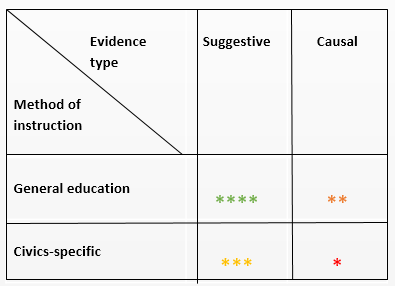 Evidence type Suggestive Causal
Method of instruction
General education **** **
Civics-specific *** *